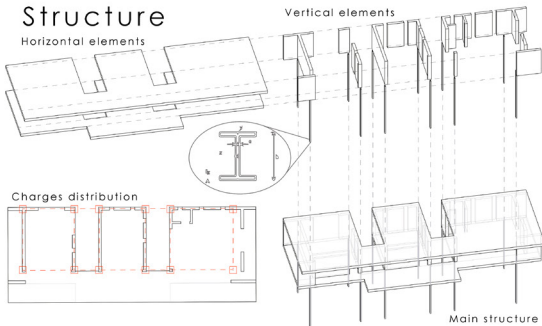 Structure
Vertical elements
Horizontal elements
Charges distribution
Main structure